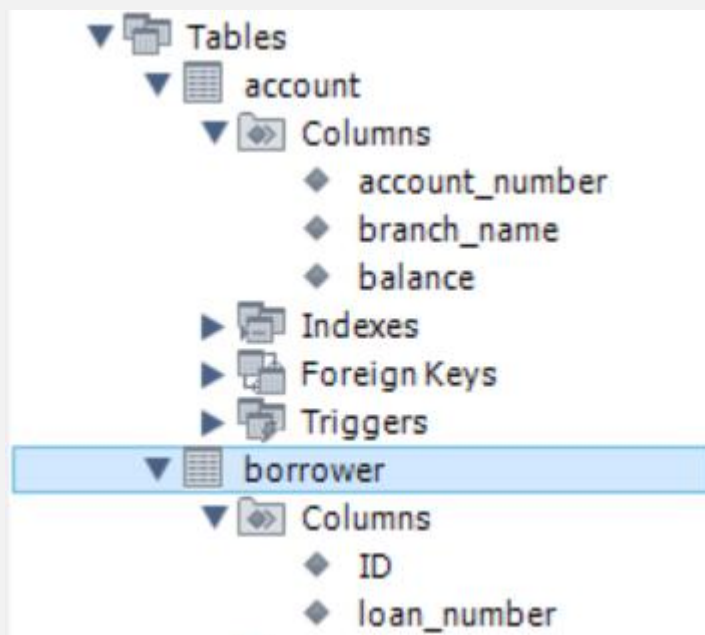 Tables
account
Columns
account_number
branch_name
balance
Indexes
Foreign Keys
Triggers
borrower
Columns
ID
loan_number